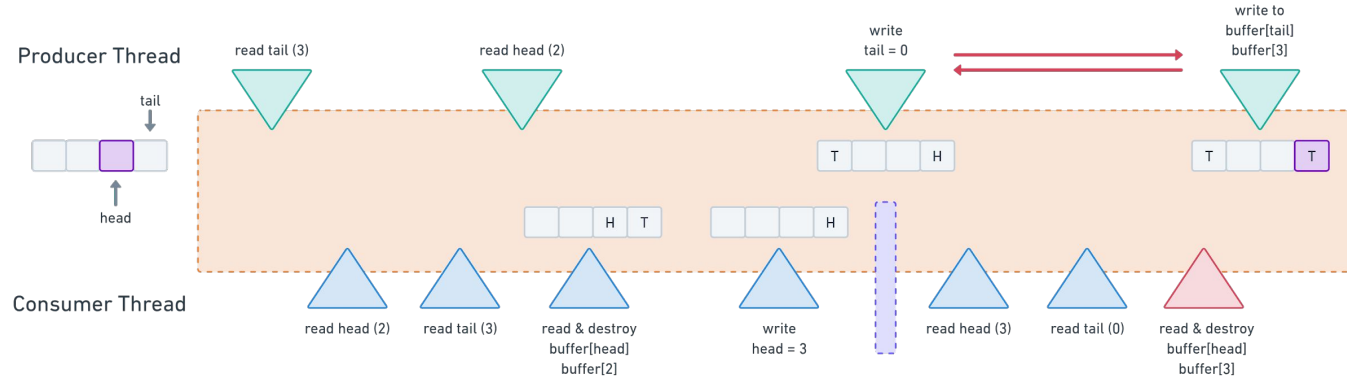 Producer Thread
read tail (3)
read head (2)
write
tail = 0
write to
buffer[tail]
buffer[3]
tail
head
T
H
T
T
H
T
H
Consumer Thread
read head (2)
read tail (3)
read & destroy
buffer[head]
buffer[2]
write
head = 3
read head (3)
read tail (0)
read & destroy
buffer[head]
buffer[3]